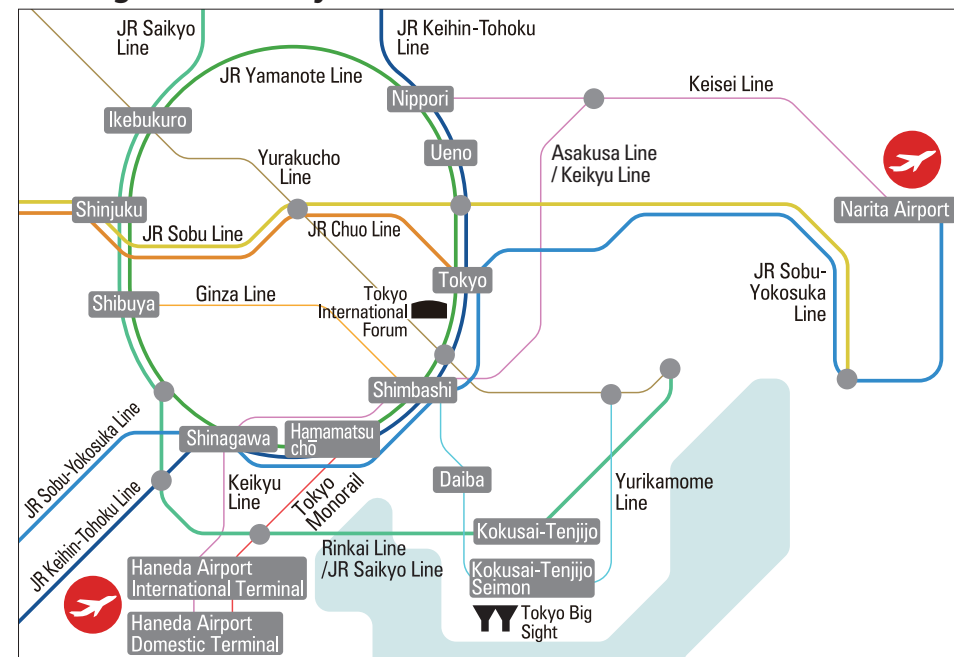 JR Saikyo
Line
JR Keihin-Tohoku
Line
JR Yamanote Line
Keisei Line
Nippori
Ikebukuro
Ueno
Yurakucho
Line
Asakusa Line
/ Keikyu Line
Shinjuku
Narita Airport
JR Sobu Line
JR Chuo Line
Tokyo
JR Sobu-
Yokosuka
Line
Shibuya
Ginza Line
Tokyo
International
Forum
Shimbashi
Shinagawa
Hamamatsu
chō
JR Sobu-Yokosuka Line
JR Keihin-Tohoku Line
Keikyu
Line
Tokyo
Monorail
Daiba
Yurikamome
Line
Kokusai-Tenjijo
Rinkai Line
/JR Saikyo Line
Haneda Airport
International Terminal
Kokusai-Tenjijo
Seimon
Haneda Airport
Domestic Terminal
Tokyo Big
Sight